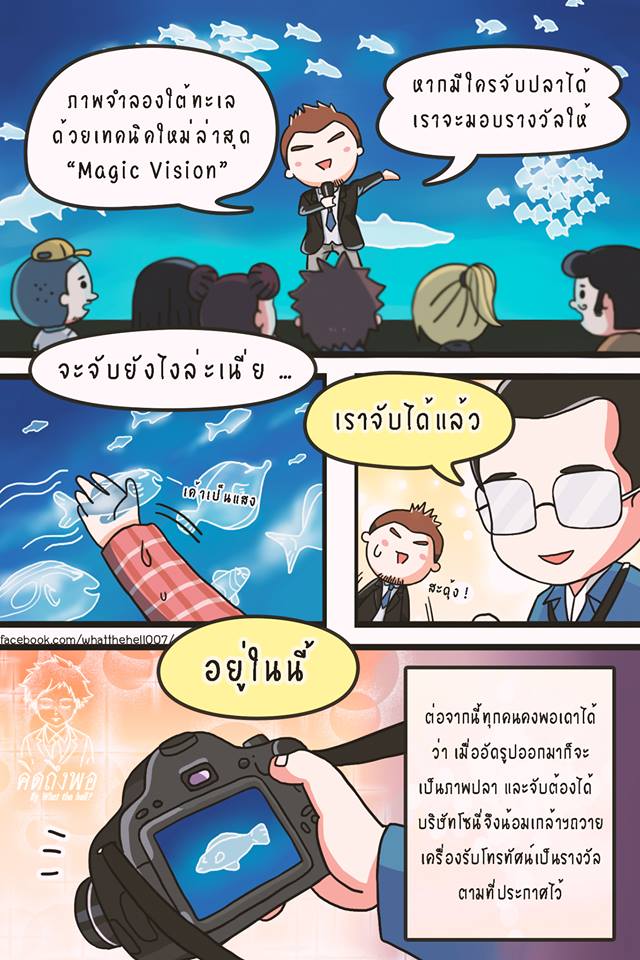 ภาพจำลองใต้ทะเล
ด้วยเทคนิคใหม่ล่าสุด
“Magic Vision”
หากมีใครจับปลาได้
เราจะมอบรางวัลให้
จะจับยังไงล่ะเนี่ย ...
เค้าเป็นแสง
เราจับได้แล้ว
สะดุ้ง !
facebook.com/whatthehell007/
อยู่ในนี้
คิดถึงพ่อ
By What the hell?
ต่อจากนี้ทุกคนคงพอเดาได้
ว่า เมื่ออัดรูปออกมาก็จะ
เป็นภาพปลา และจับต้องได้
บริษัทโซนี่จึงน้อมเกล้าฯถวาย
เครื่องรับโทรทัศน์เป็นรางวัล
ตามที่ประกาศไว้